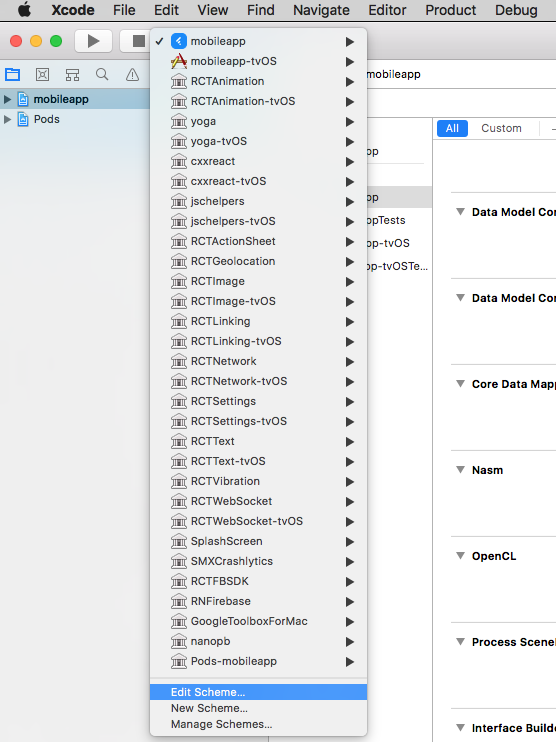 Xcode File Edit View Find Navigate Editor Product Debug
mobileapp
mobileapp-tvOS
RCTAnimation
RCTAnimation-tvOS
yoga
yoga-tvOS
cxxreact
cxxreact-tvOS
jschelpers
jschelpers-tvOS
RCTActionSheet
RCTGeolocation
RCTImage
RCTImage-tvOS
RCTLinking
RCTLinking-tvOS
RCTNetwork
RCTNetwork-tvOS
RCTSettings
RCTSettings-tvOS
RCTText
RCTText-tvOS
RCTVibration
RCTWebSocket
RCTWebSocket-tvOS
SplashScreen
SMXCrashlytics
RCTFBSDK
RNFirebase
GoogleToolboxForMac
nanopb
Pods-mobileapp
Edit Scheme...
New Scheme...
Manage Schemes...
mobileapp
Pods
mobileapp
pp
pp
ppTests
pp-tvOS
pp-tvOSTe...
All Custom
Data Model Cor
Data Model Cor
Core Data Mapp
Nasm
OpenCL
Process Scene
Interface Builde